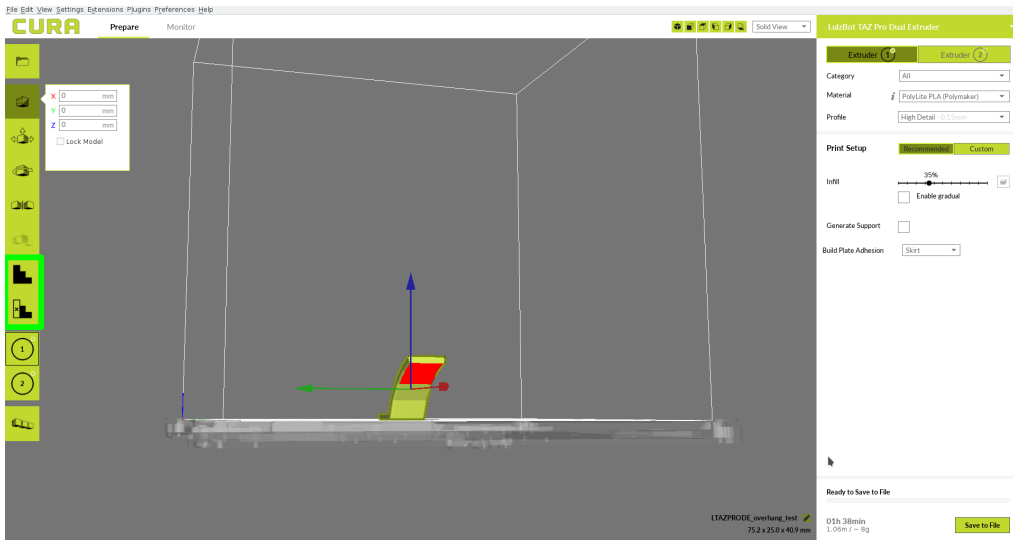 File Edit View Settings Extensions Plugins Preferences Help
CURA Prepare Monitor Solid View LulzBot TAZ Pro Dual Extruder
Extruder 1 Extruder 2
Category All
Material i PolyLite PLA (Polymaker)
Profile High Detail - 0.15mm
X 0 mm
Y 0 mm
Z 0 mm
Lock Model
Print Setup Recommended Custom
35%
Infill
Enable gradual
Generate Support
Build Plate Adhesion Skirt
1
2
Ready to Save to File
LTAZPRODE_overhang_test
75.2 x 25.0 x 40.9 mm
01h 38min
1.06m / ~ 8g
Save to File